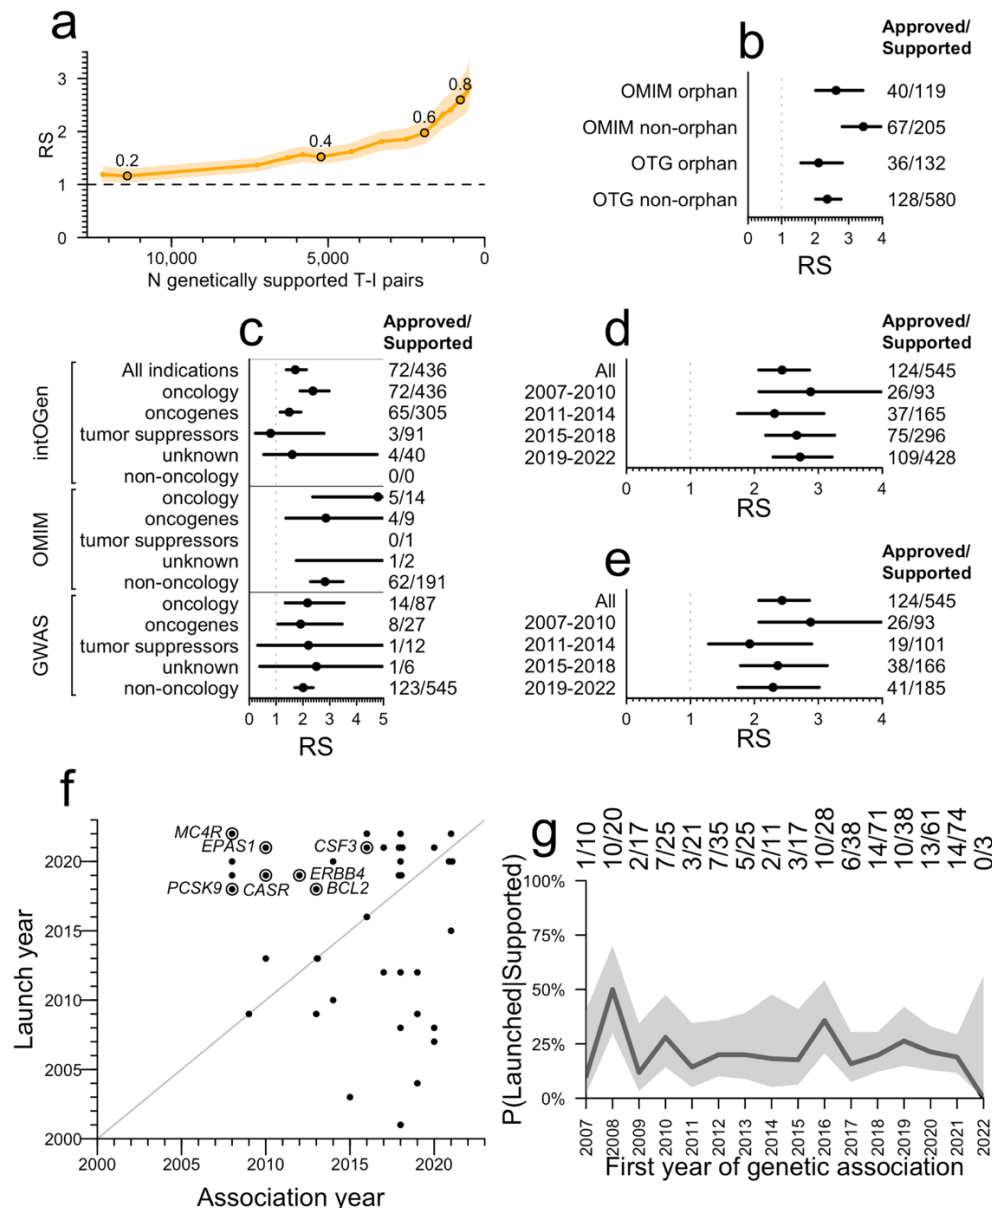 a
RS
3
2
1
0
0.2
0.4
0.6
0.8
10,000
5,000
0
N genetically supported T-I pairs
b
Approved/
Supported
OMIM orphan 40/119
OMIM non-orphan 67/205
OTG orphan 36/132
OTG non-orphan 128/580
0 1 2 3 4
RS
c
Approved/
Supported
intOGen
All indications 72/436
oncology 72/436
oncogenes 65/305
tumor suppressors 3/91
unknown 4/40
non-oncology 0/0
OMIM
oncology 5/14
oncogenes 4/9
tumor suppressors 0/1
unknown 1/2
non-oncology 62/191
GWAS
oncology 14/87
oncogenes 8/27
tumor suppressors 1/12
unknown 1/6
non-oncology 123/545
0 1 2 3 4 5
RS
d
Approved/
Supported
All 124/545
2007-2010 26/93
2011-2014 37/165
2015-2018 75/296
2019-2022 109/428
0 1 2 3 4
RS
e
Approved/
Supported
All 124/545
2007-2010 26/93
2011-2014 19/101
2015-2018 38/166
2019-2022 41/185
0 1 2 3 4
RS
f
Launch year
2020
2015
2010
2005
2000
MC4R
EPAS1
CSF3
PCSK9
CASR
ERBB4
BCL2
2000 2005 2010 2015 2020
Association year
g
1/10 10/20 2/17 7/25 3/21 7/35 5/25 2/11 3/17 10/28 6/38 14/71 10/38 13/61 14/74 0/3
P(Launched|Supported)
100%
75%
50%
25%
0%
2007 2008 2009 2010 2011 2012 2013 2014 2015 2016 2017 2018 2019 2020 2021 2022
First year of genetic association